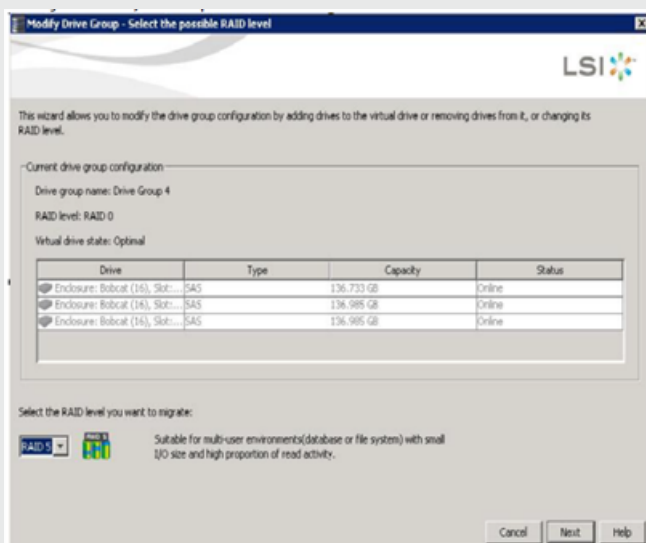 Modify Drive Group - Select the possible RAID level
LSI
This wizard allows you to modify the drive group configuration by adding drives to the virtual drive or removing drives from it, or changing its
RAID level.
Current drive group configuration
Drive group name: Drive Group 4
RAID level: RAID 0
Virtual drive state: Optimal
Drive Type Capacity Status
Enclosure: Bobcat (16), Slot:... SAS 136.733 GB Online
Enclosure: Bobcat (16), Slot:... SAS 136.985 GB Online
Enclosure: Bobcat (16), Slot:... SAS 136.985 GB Online
Select the RAID level you want to migrate:
RAID 5
Suitable for multi-user environments(database or file system) with small
I/O size and high proportion of read activity.
Cancel Next Help